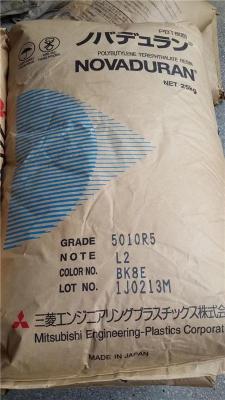 ノバデュラン®
PBT樹脂
POLYBUTYLENE TEREPHTHALATE RESIN
NOVADURAN®
NET 25kg
GRADE 5010R5
NOTE L2
COLOR NO. BK8E
LOT NO. 1J0213M
三菱エンジニアリングプラスチックス株式会
Mitsubishi Engineering-Plastics Corporat
MADE IN JAPAN